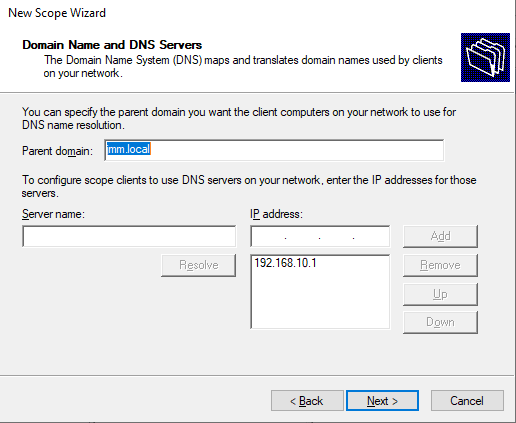 New Scope Wizard
Domain Name and DNS Servers
The Domain Name System (DNS) maps and translates domain names used by clients
on your network.
You can specify the parent domain you want the client computers on your network to use for
DNS name resolution.
Parent domain: jmm.local
To configure scope clients to use DNS servers on your network, enter the IP addresses for those
servers.
Server name: IP address:
. . . Add
Resolve 192.168.10.1 Remove
Up
Down
< Back Next > Cancel